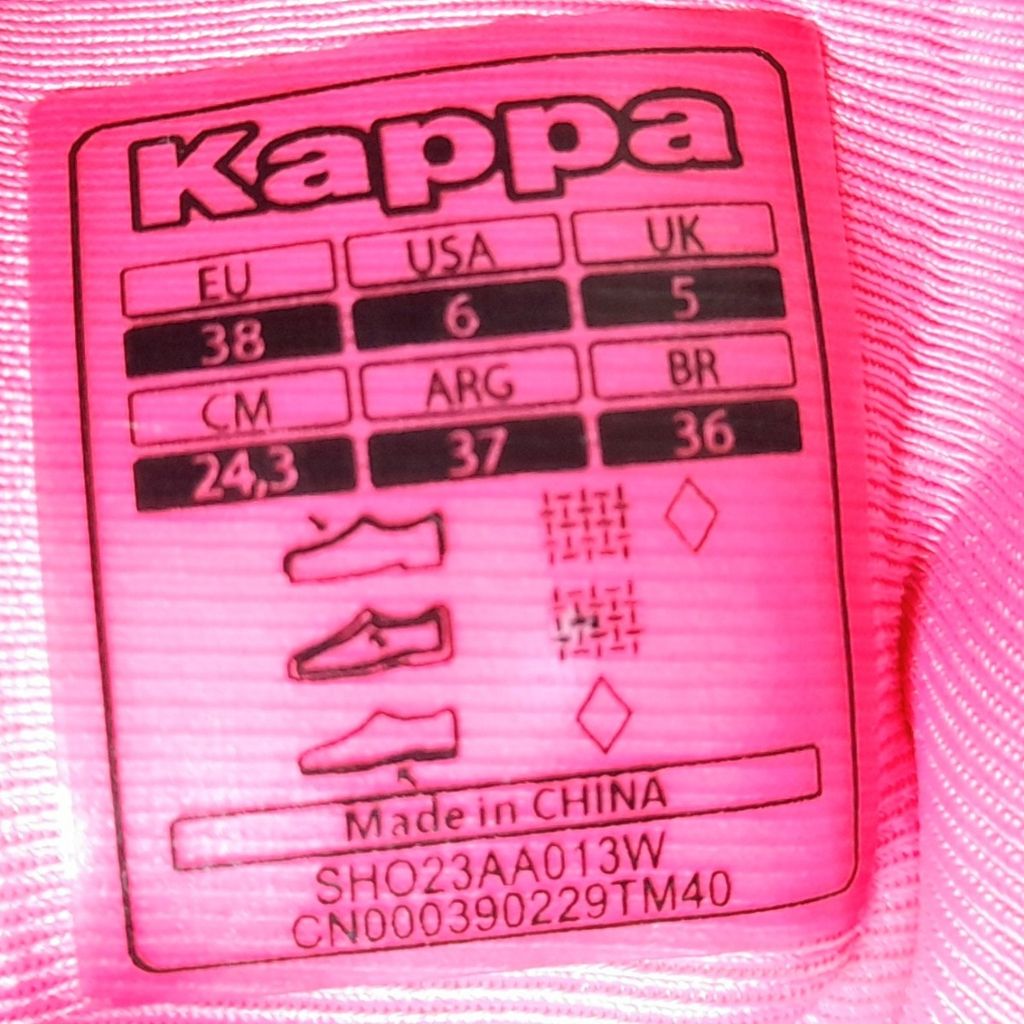 Kappa
EU USA UK
38 6 5
CM ARG BR
24,3 37 36
Made in CHINA
SHO23AA013W
CN000390229TM40